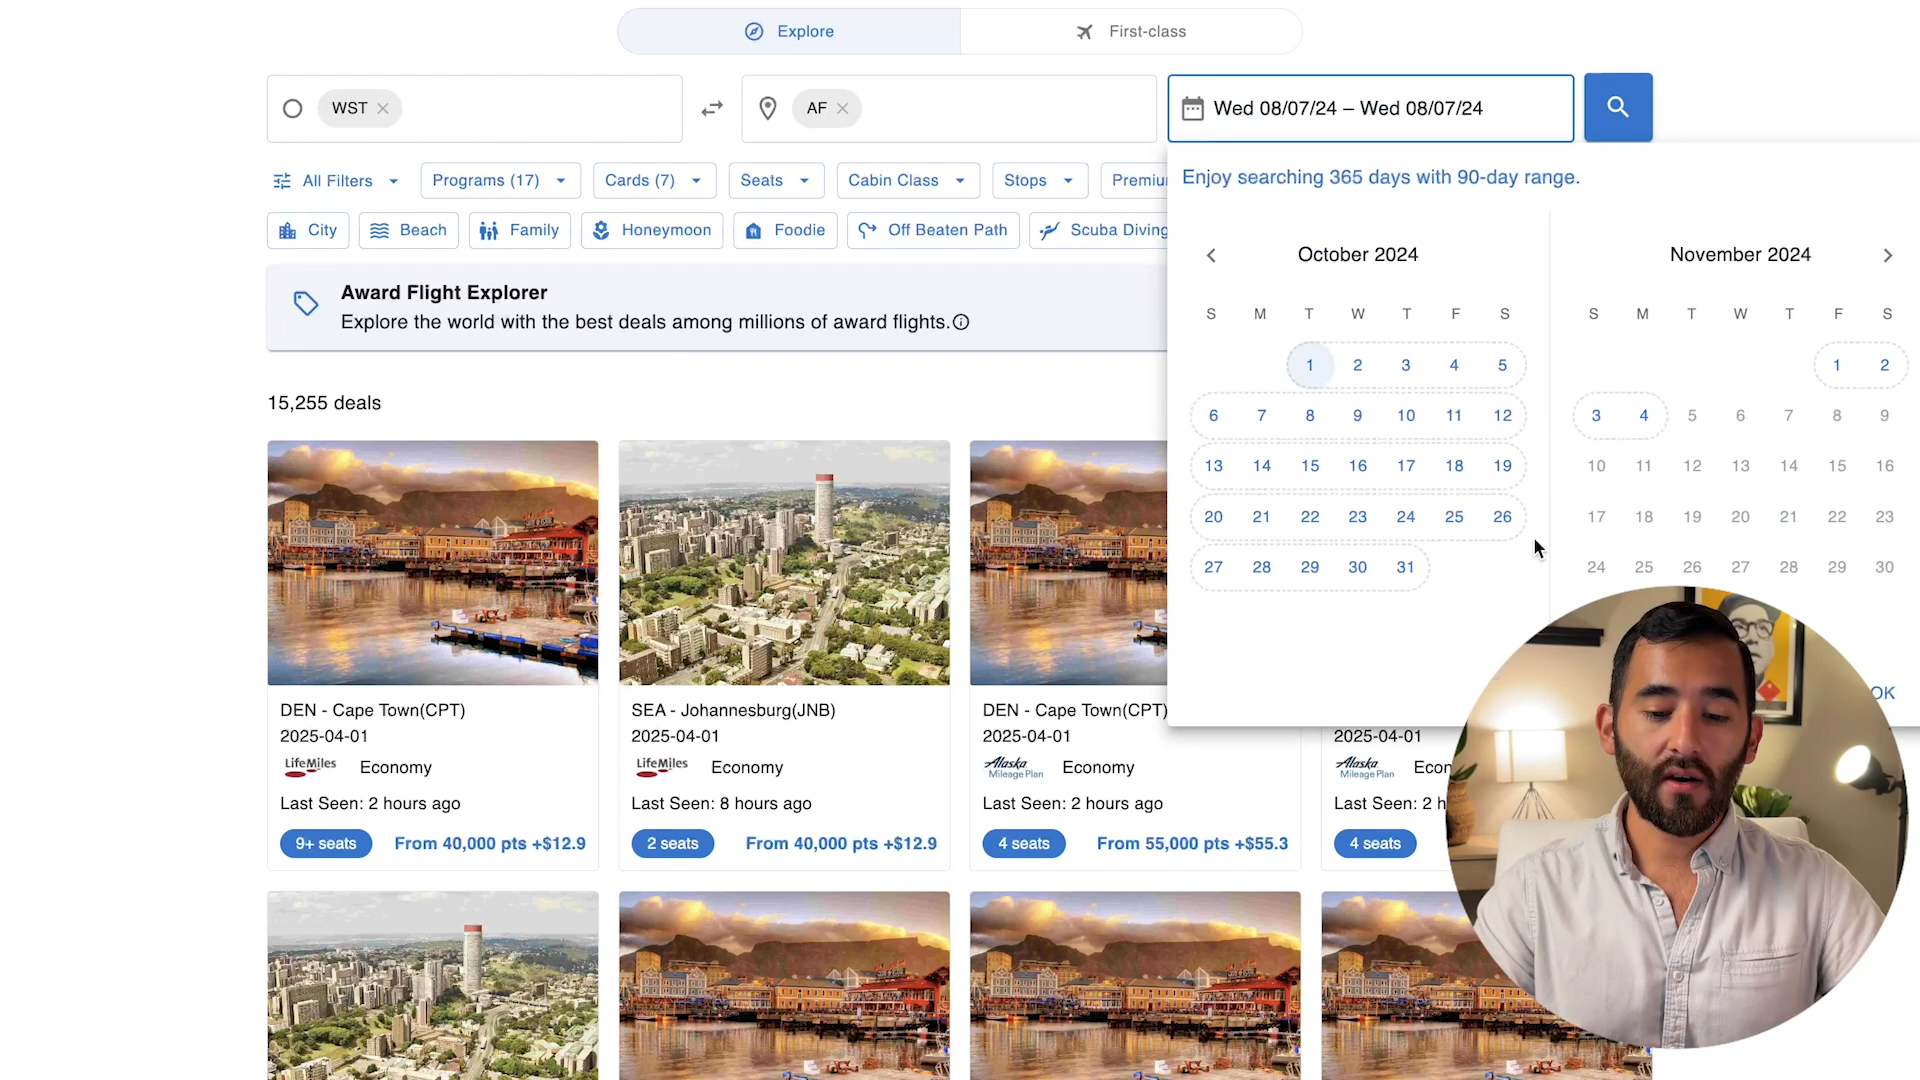 Explore
First-class
WST
AF
Wed 08/07/24 – Wed 08/07/24
All Filters
Programs (17)
Cards (7)
Seats
Cabin Class
Stops
Premiu
City
Beach
Family
Honeymoon
Foodie
Off Beaten Path
Scuba Diving
Enjoy searching 365 days with 90-day range.
October 2024
November 2024
S M T W T F S
S M T W T F S
1 2 3 4 5
1 2
6 7 8 9 10 11 12
3 4 5 6 7 8 9
13 14 15 16 17 18 19
10 11 12 13 14 15 16
20 21 22 23 24 25 26
17 18 19 20 21 22 23
27 28 29 30 31
24 25 26 27 28 29 30
OK
Award Flight Explorer
Explore the world with the best deals among millions of award flights.
15,255 deals
DEN - Cape Town(CPT)
2025-04-01
LifeMiles Economy
Last Seen: 2 hours ago
9+ seats From 40,000 pts +$12.9
SEA - Johannesburg(JNB)
2025-04-01
LifeMiles Economy
Last Seen: 8 hours ago
2 seats From 40,000 pts +$12.9
DEN - Cape Town(CPT)
2025-04-01
Alaska Mileage Plan Economy
Last Seen: 2 hours ago
4 seats From 55,000 pts +$55.3
2025-04-01
Alaska Mileage Plan Econ
Last Seen: 2 h
4 seats